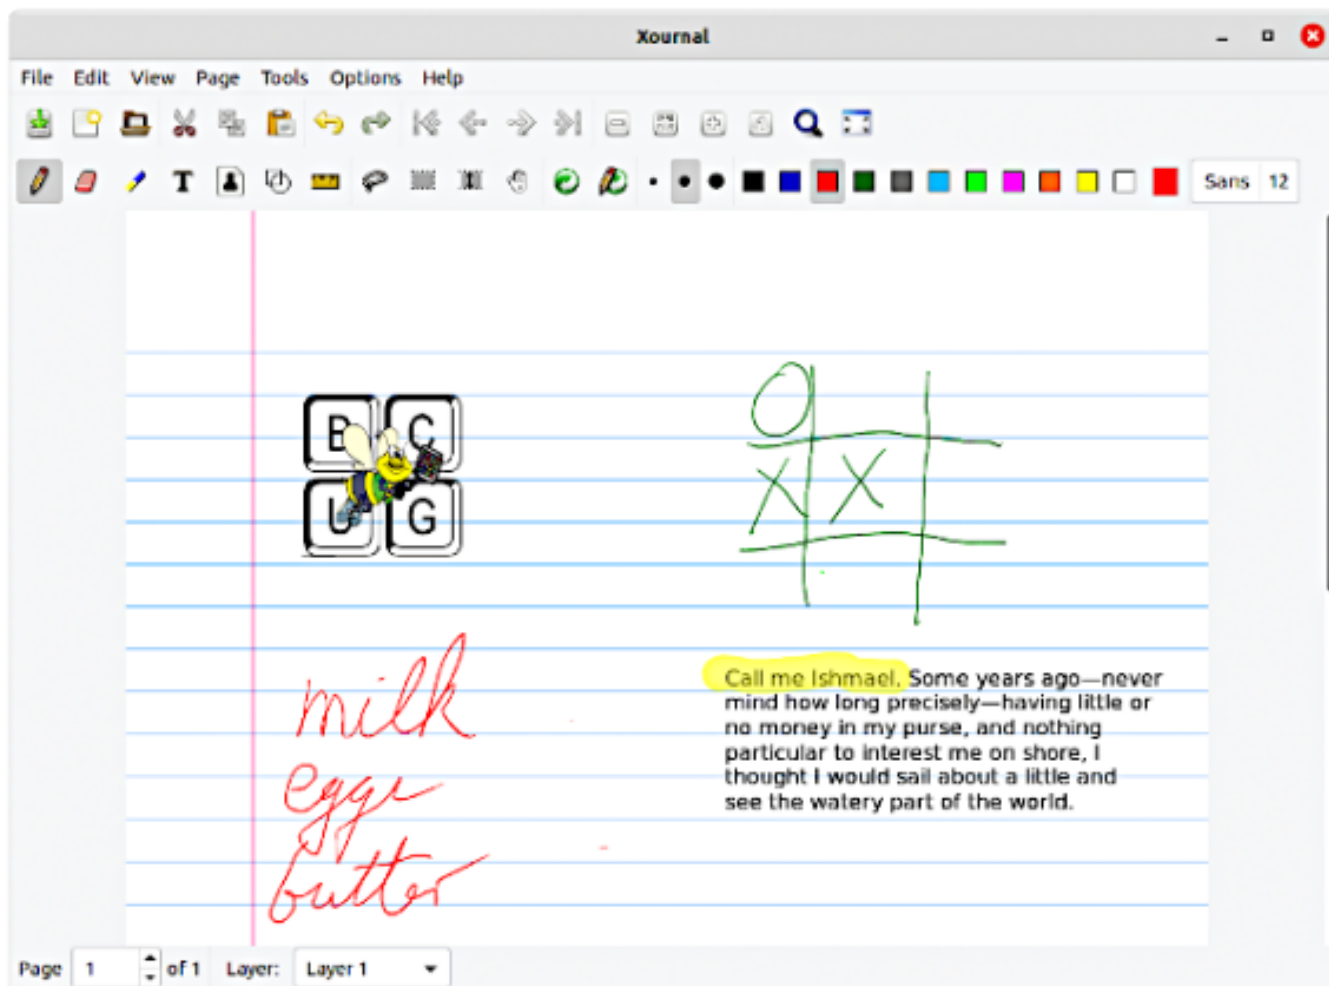 Xournal
File Edit View Page Tools Options Help
T Sans 12
B C
U G
O
X X
milk
eggs
butter
Call me Ishmael. Some years ago—never
mind how long precisely—having little or
no money in my purse, and nothing
particular to interest me on shore, I
thought I would sail about a little and
see the watery part of the world.
Page 1 of 1 Layer: Layer 1